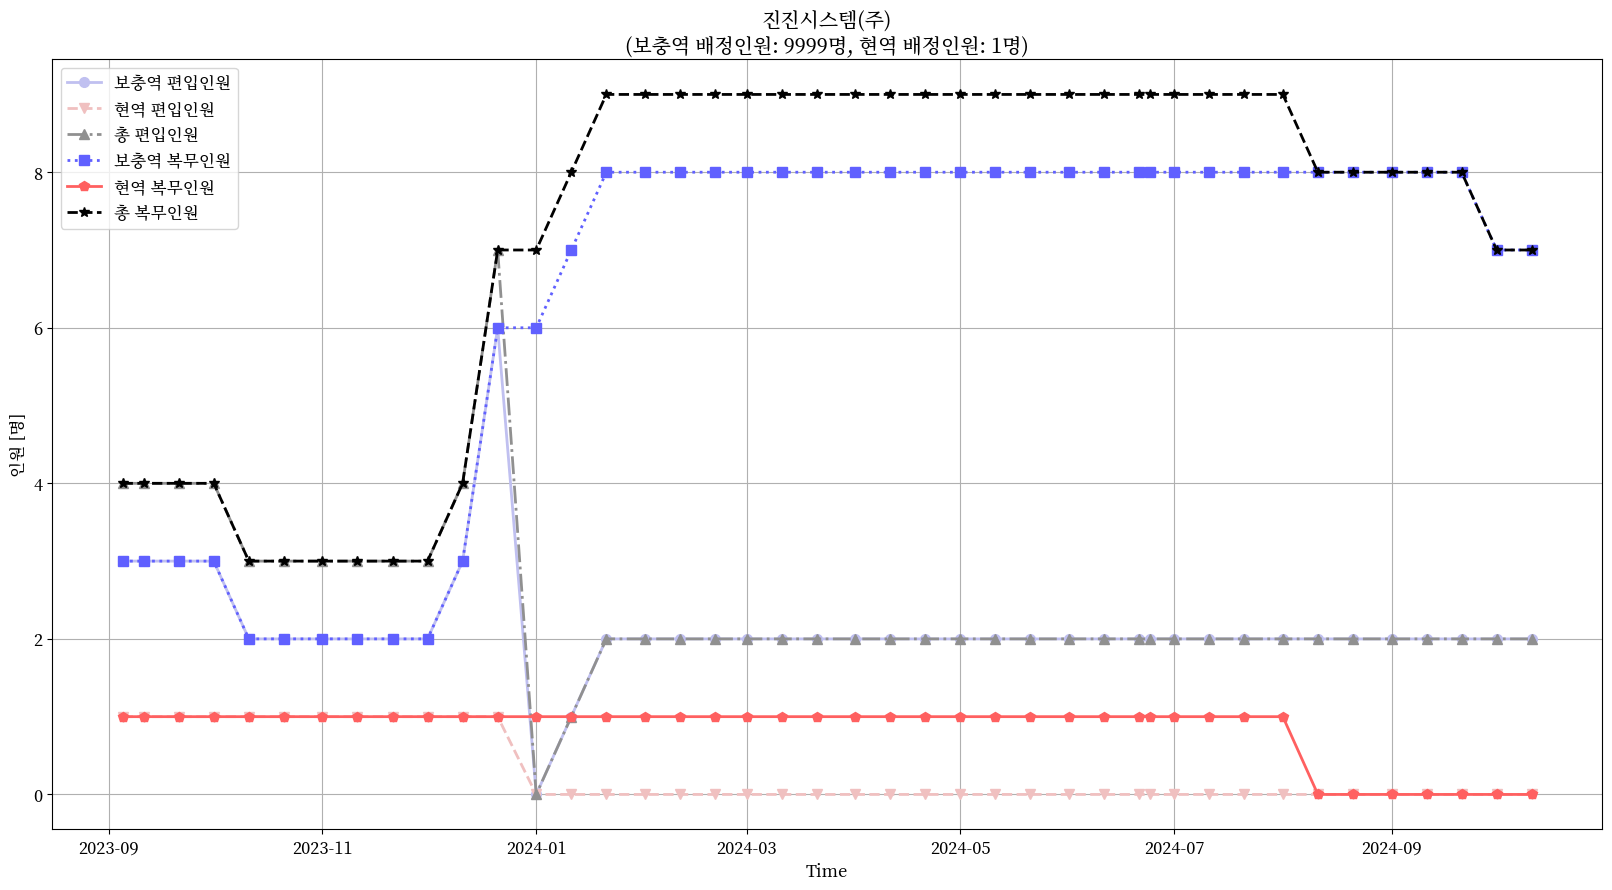 진진시스템(주)
(보충역 배정인원: 9999명, 현역 배정인원: 1명)
보충역 편입인원
현역 편입인원
총 편입인원
보충역 복무인원
현역 복무인원
총 복무인원
8
6
4
2
0
인원 [명]
2023-09 2023-11 2024-01 2024-03 2024-05 2024-07 2024-09
Time